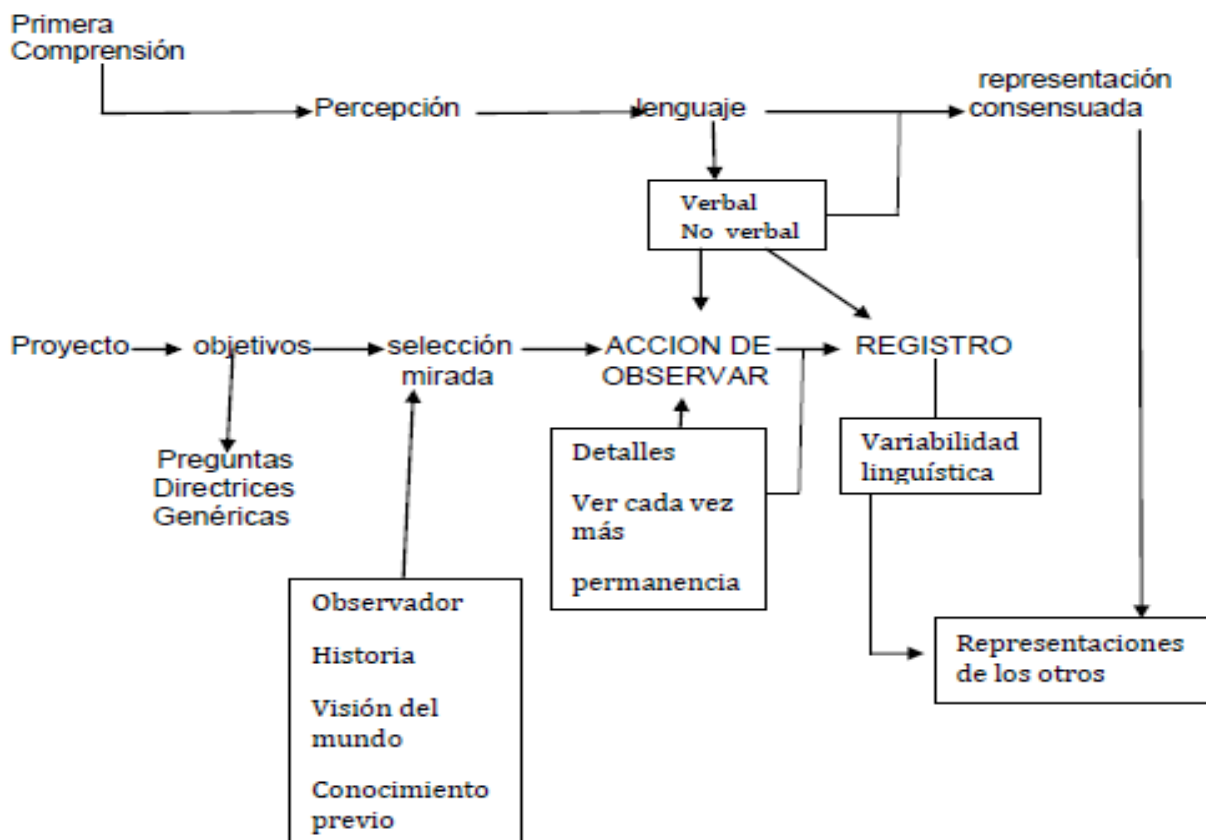 Primera
Comprensión
Percepción
lenguaje
representación
consensuada
Verbal
No verbal
Proyecto
objetivos
selección
mirada
ACCION DE
OBSERVAR
REGISTRO
Preguntas
Directrices
Genéricas
Detalles
Ver cada vez
más
permanencia
Variabilidad
linguística
Observador
Historia
Visión del
mundo
Conocimiento
previo
Representaciones
de los otros